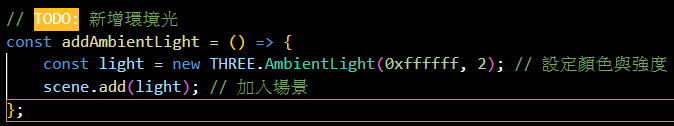 // TODO: 新增環境光
const addAmbientLight = () => {
    const light = new THREE.AmbientLight(0xffffff, 2); // 設定顏色與強度
    scene.add(light); // 加入場景
};